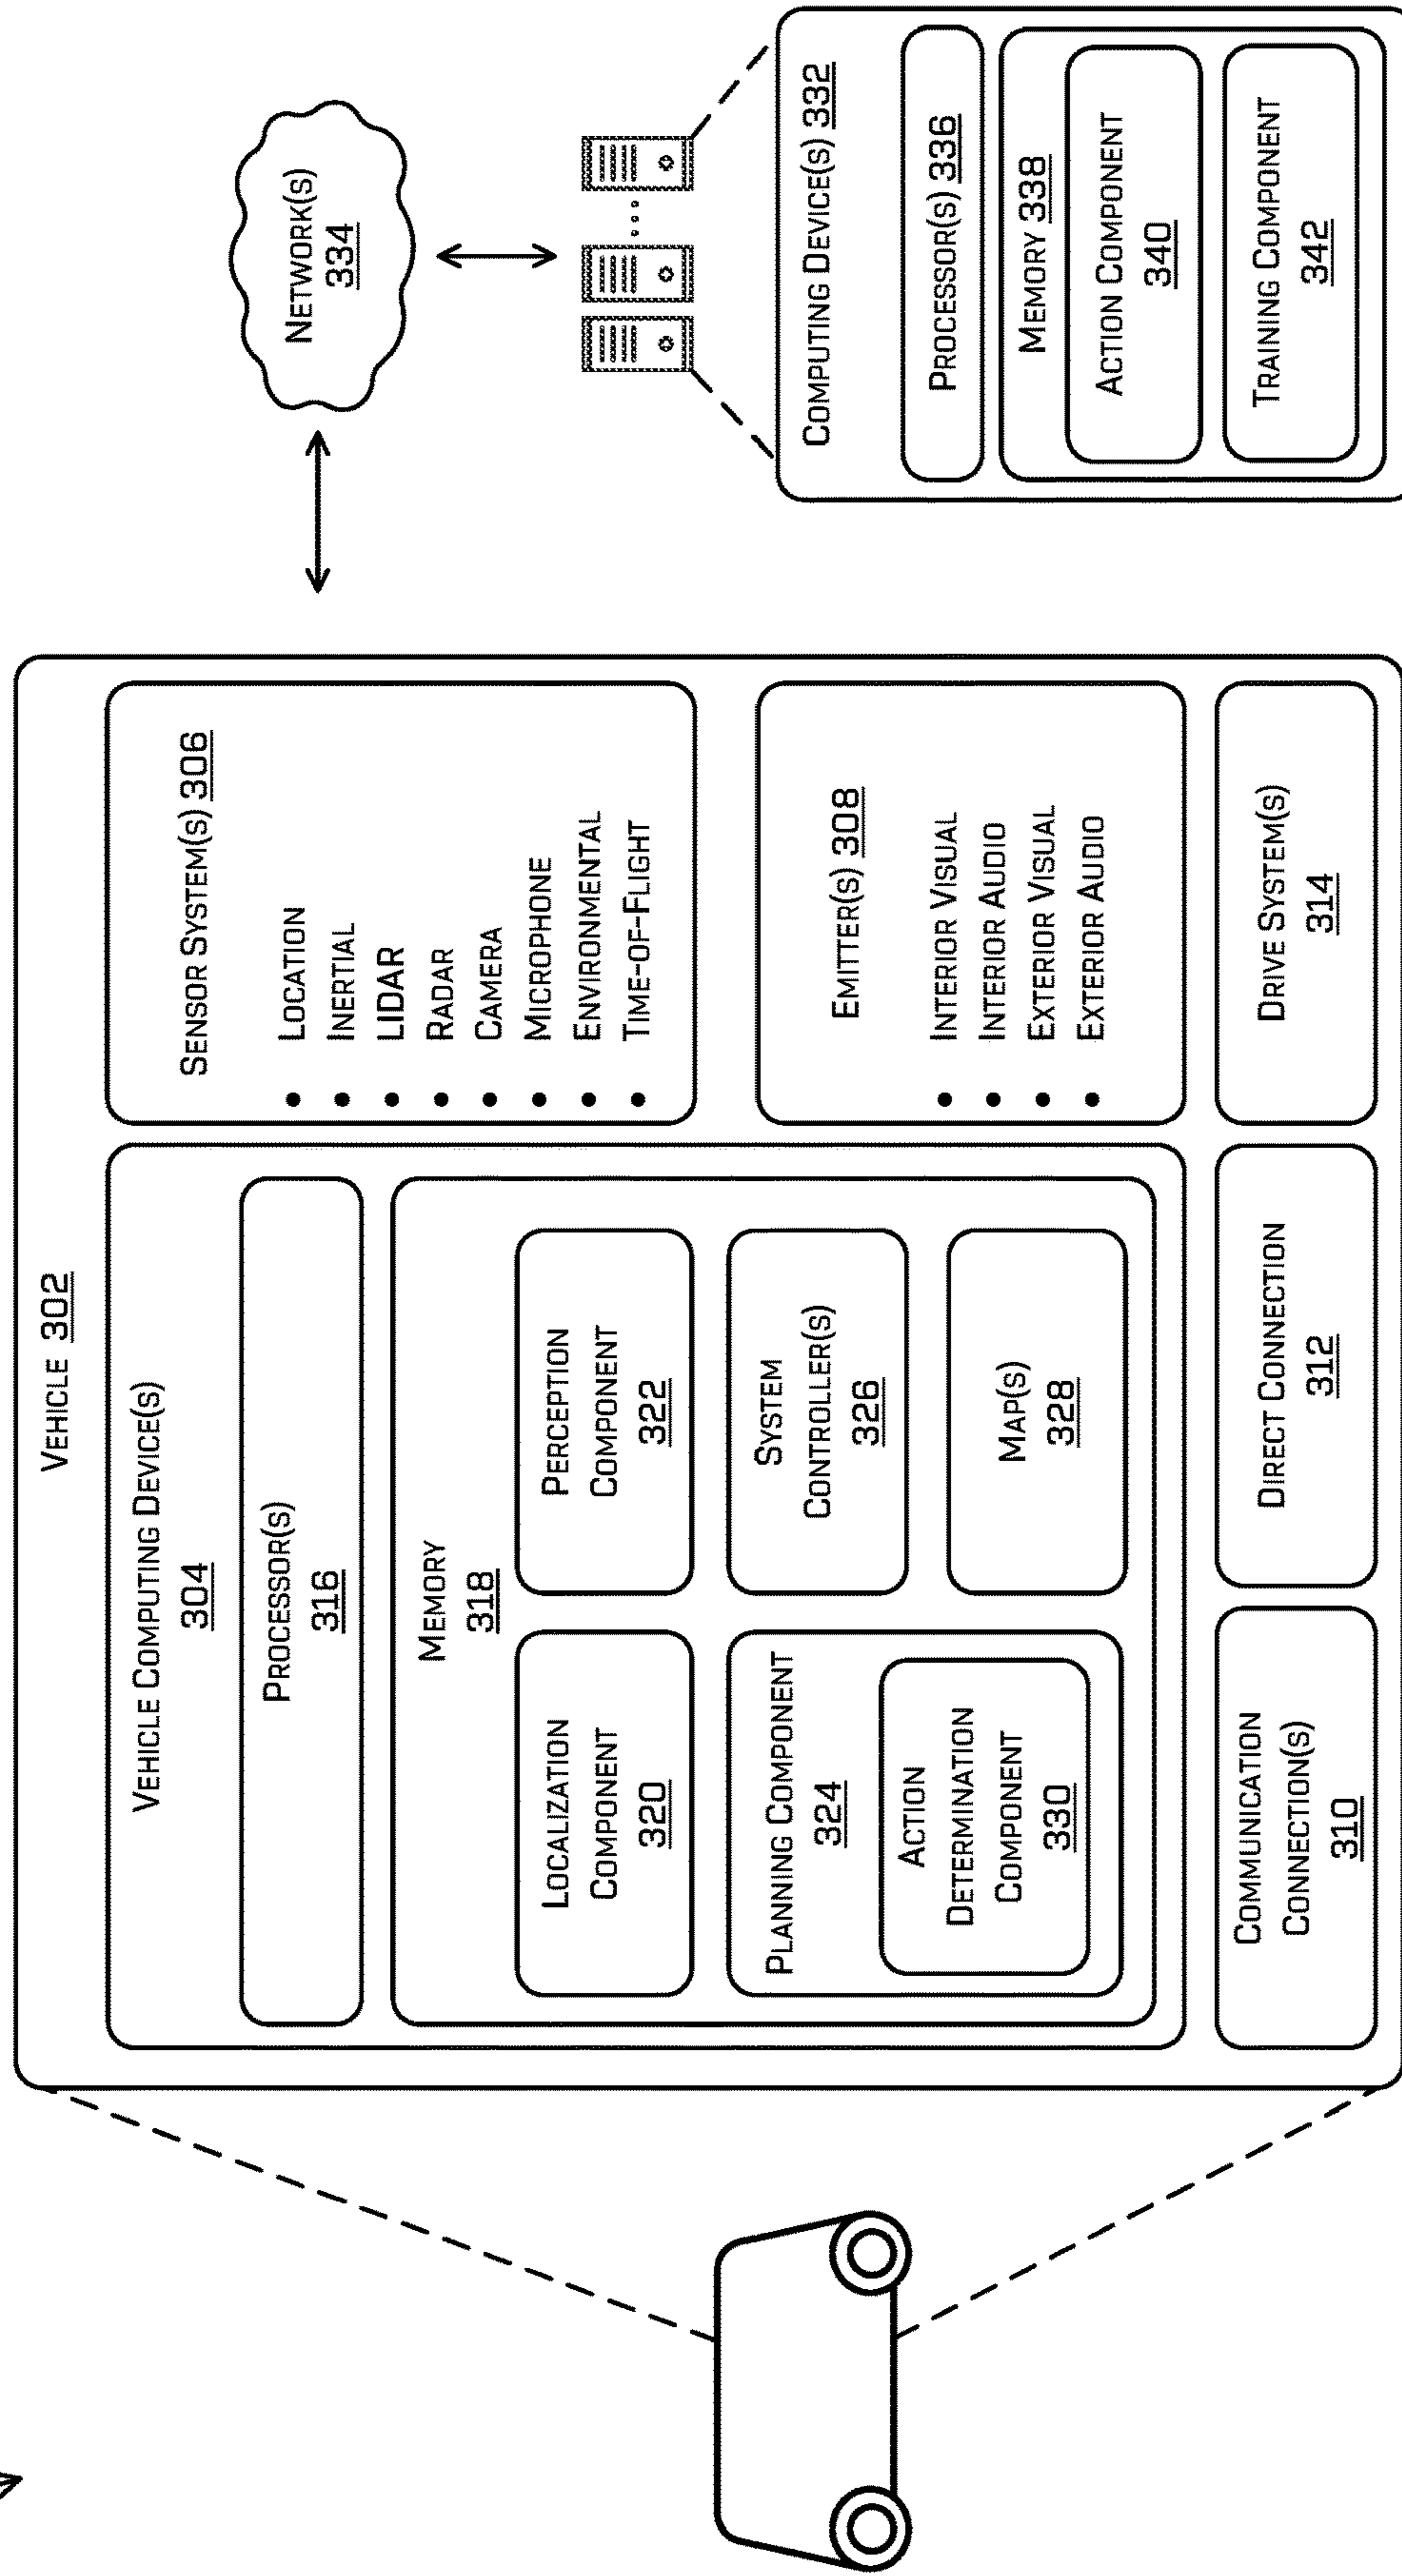 VEHICLE 302
VEHICLE COMPUTING DEVICE(S)
304
PROCESSOR(S)
316
MEMORY
318
LOCALIZATION
COMPONENT
320
PERCEPTION
COMPONENT
322
PLANNING COMPONENT
324
ACTION
DETERMINATION
COMPONENT
330
SYSTEM
CONTROLLER(S)
326
MAP(S)
328
SENSOR SYSTEM(S) 306
• LOCATION
• INERTIAL
• LIDAR
• RADAR
• CAMERA
• MICROPHONE
• ENVIRONMENTAL
• TIME-OF-FLIGHT
EMITTER(S) 308
• INTERIOR VISUAL
• INTERIOR AUDIO
• EXTERIOR VISUAL
• EXTERIOR AUDIO
COMMUNICATION
CONNECTION(S)
310
DIRECT CONNECTION
312
DRIVE SYSTEM(S)
314
NETWORK(S)
334
COMPUTING DEVICE(S) 332
PROCESSOR(S) 336
MEMORY 338
ACTION COMPONENT
340
TRAINING COMPONENT
342